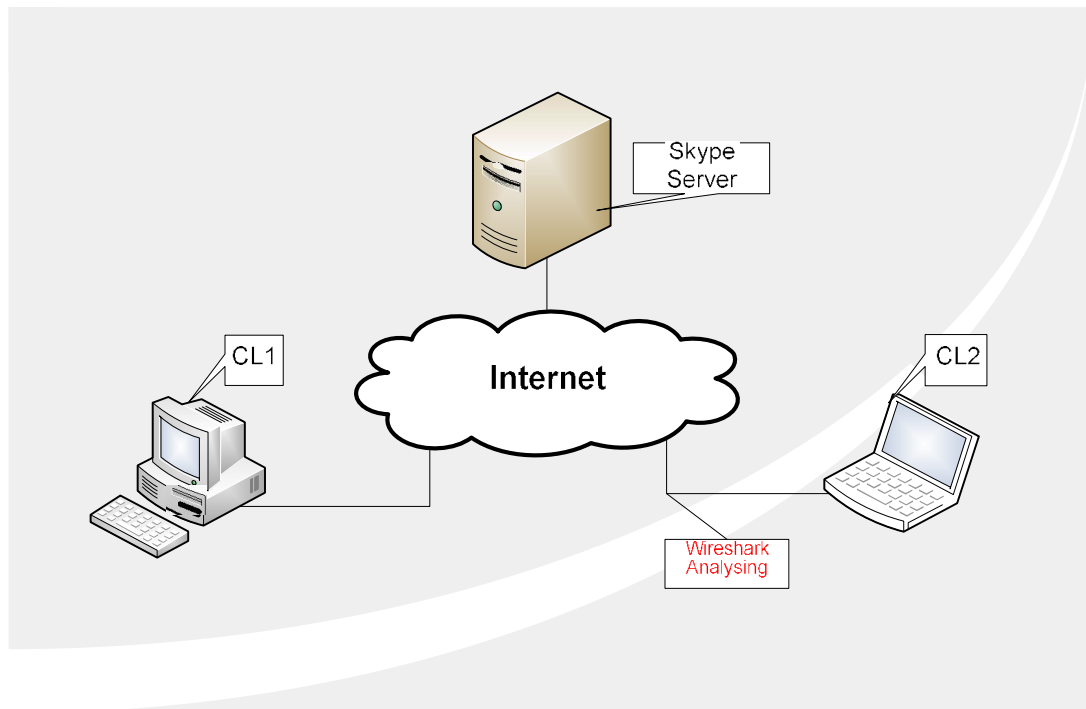 Skype
Server
CL1
Internet
CL2
Wireshark
Analysing